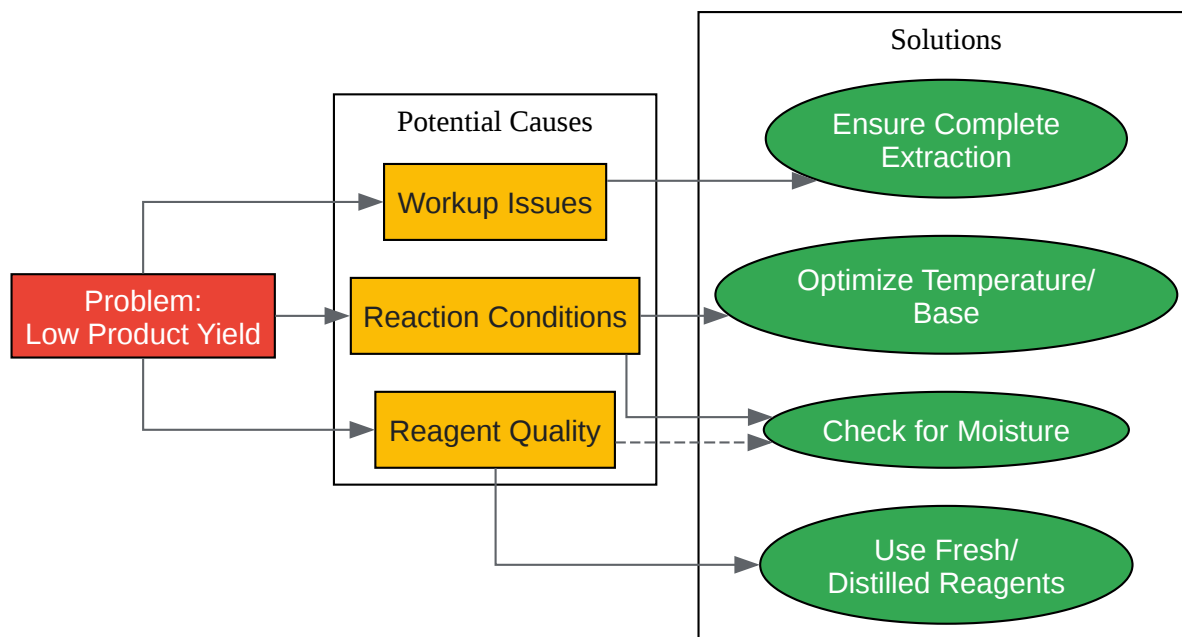 Problem:
Low Product Yield
Potential Causes
Workup Issues
Reaction Conditions
Reagent Quality
Solutions
Ensure Complete
Extraction
Optimize Temperature/
Base
Check for Moisture
Use Fresh/
Distilled Reagents